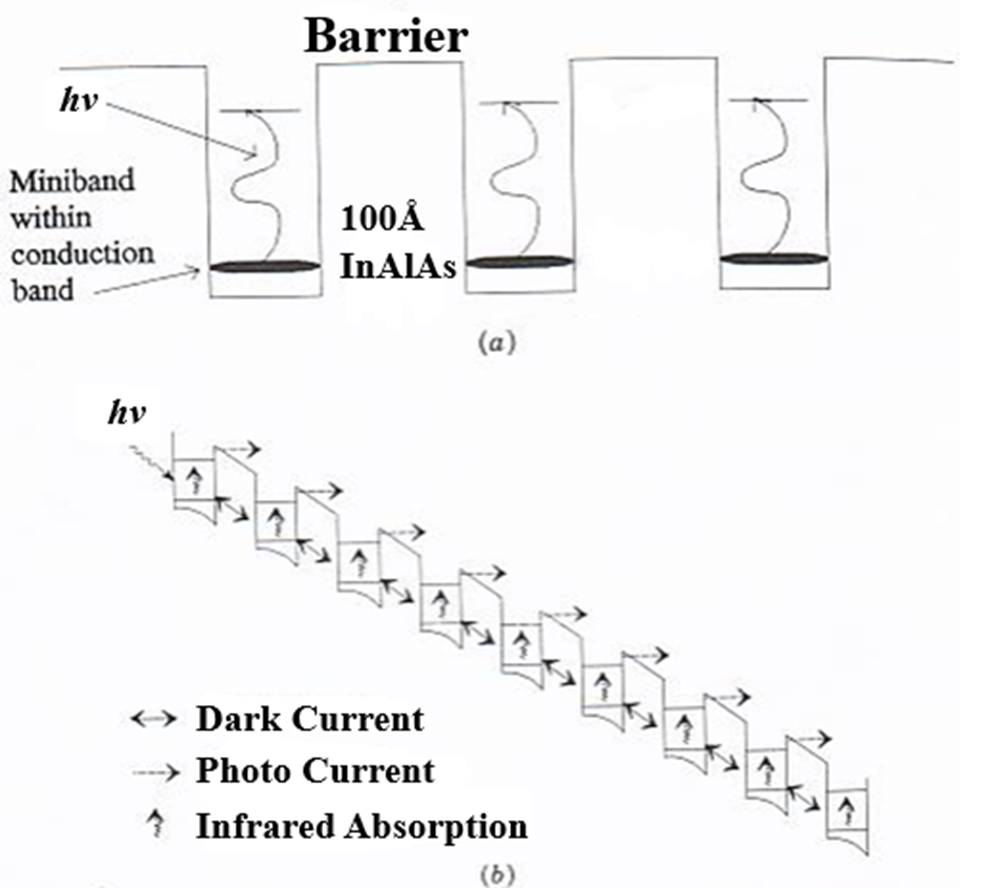 Barrier
hv
Miniband
within
conduction
band
100Å
InAlAs
(a)
hv
Dark Current
Photo Current
Infrared Absorption
(b)